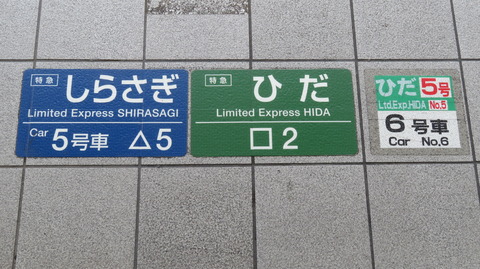 特急 しらさぎ
Limited Express SHIRASAGI
Car 5号車 △5
特急 ひだ
Limited Express HIDA
□2
ひだ 5号
Ltd.Exp.HIDA No.5
6号車
Car No.6